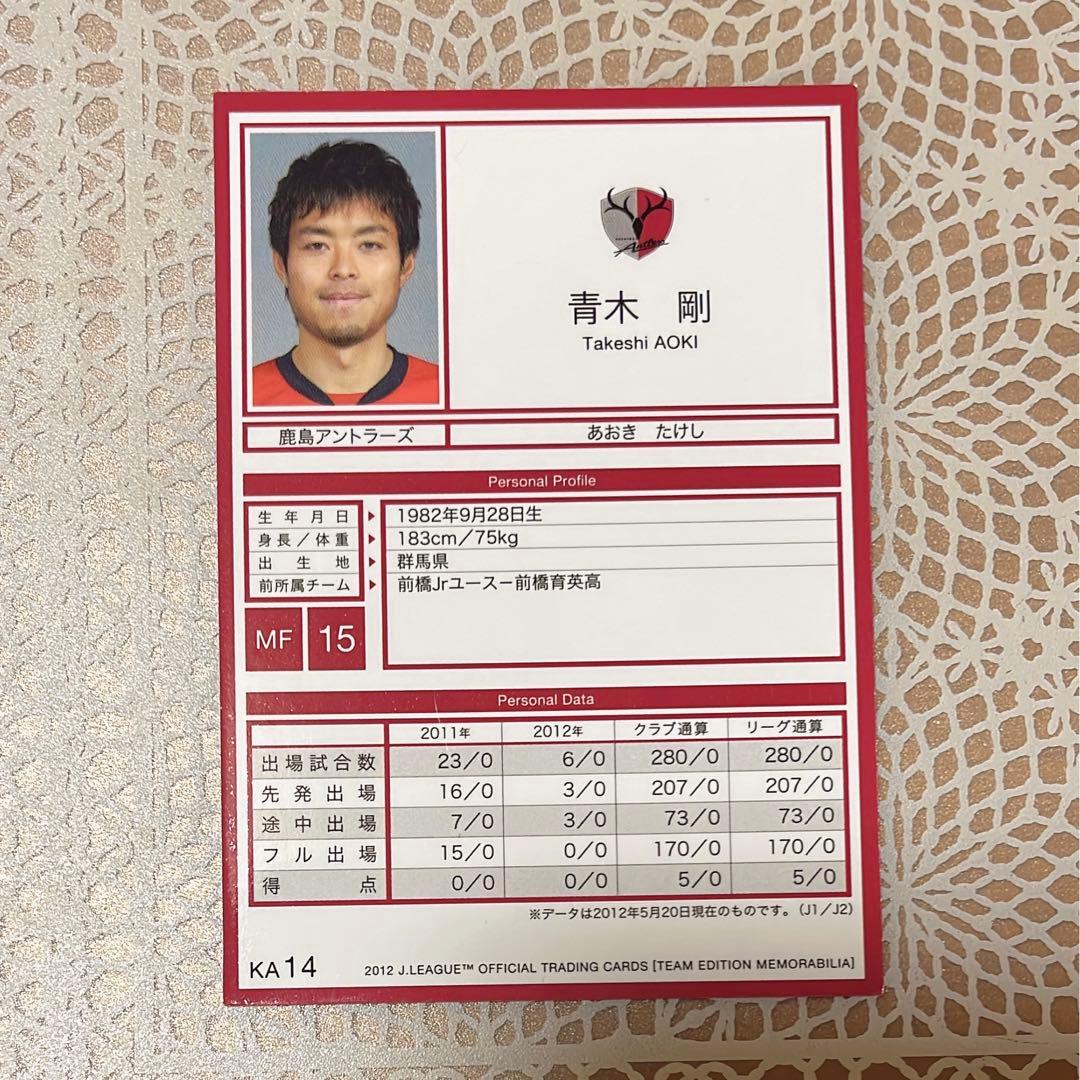 Antlers
青木 剛
Takeshi AOKI
鹿島アントラーズ あおき たけし
Personal Profile
生年月日 1982年9月28日生
身長／体重 183cm／75kg
出生地 群馬県
前所属チーム 前橋Jrユースー前橋育英高
MF 15
Personal Data
2011年 2012年 クラブ通算 リーグ通算
出場試合数 23／0 6／0 280／0 280／0
先発出場 16／0 3／0 207／0 207／0
途中出場 7／0 3／0 73／0 73／0
フル出場 15／0 0／0 170／0 170／0
得点 0／0 0／0 5／0 5／0
※データは2012年5月20日現在のものです。（J1／J2）
KA14 2012 J.LEAGUE™ OFFICIAL TRADING CARDS [TEAM EDITION MEMORABILIA]